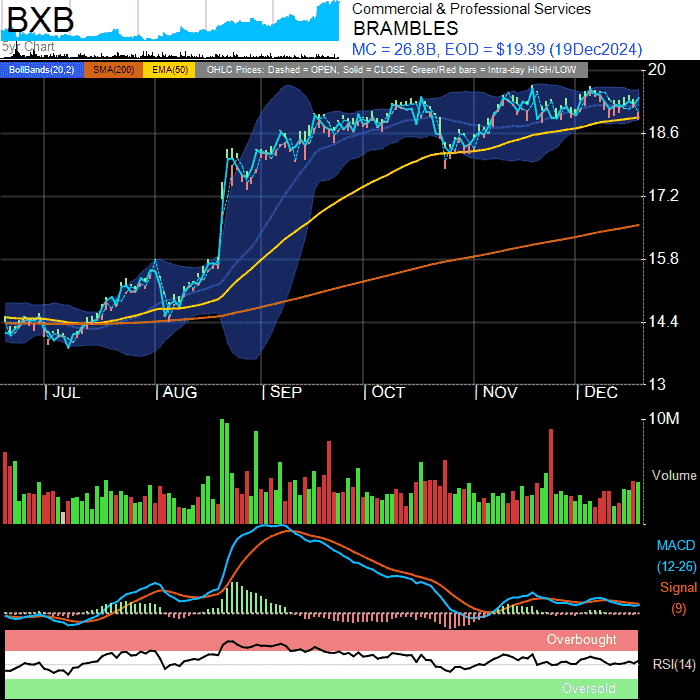 BXB
5yr Chart
Commercial & Professional Services
BRAMBLES
MC = 26.8B, EOD = $19.39 (19Dec2024)
BollBands(20,2) SMA(200) EMA(50) OHLC Prices: Dashed = OPEN, Solid = CLOSE, Green/Red bars = Intra-day HIGH/LOW
20
18.6
17.2
15.8
14.4
13
| JUL | AUG | SEP | OCT | NOV | DEC
10M
Volume
MACD
(12-26)
Signal
(9)
Overbought
RSI(14)
Oversold